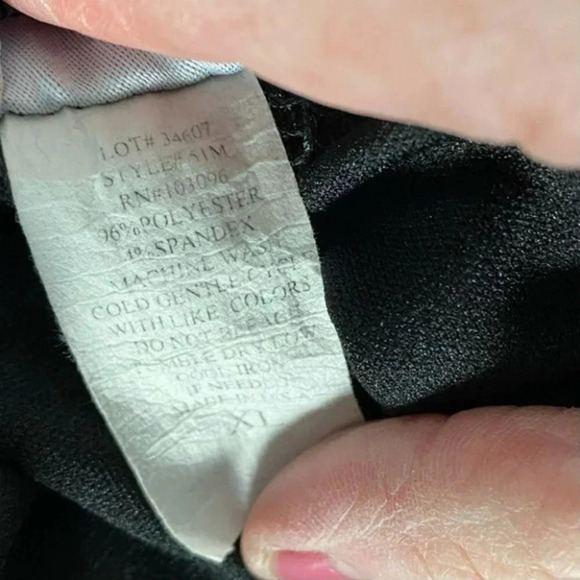 LOT# 34607
STYLE# 51M
RN#103096
96%POLYESTER
4%SPANDEX
MACHINE WASH
COLD GENTLE CYCLE
WITH LIKE COLORS
DO NOT BLEACH
TUMBLE DRY LOW
COOL IRON
IF NEEDED
MADE IN U.S.A
XL